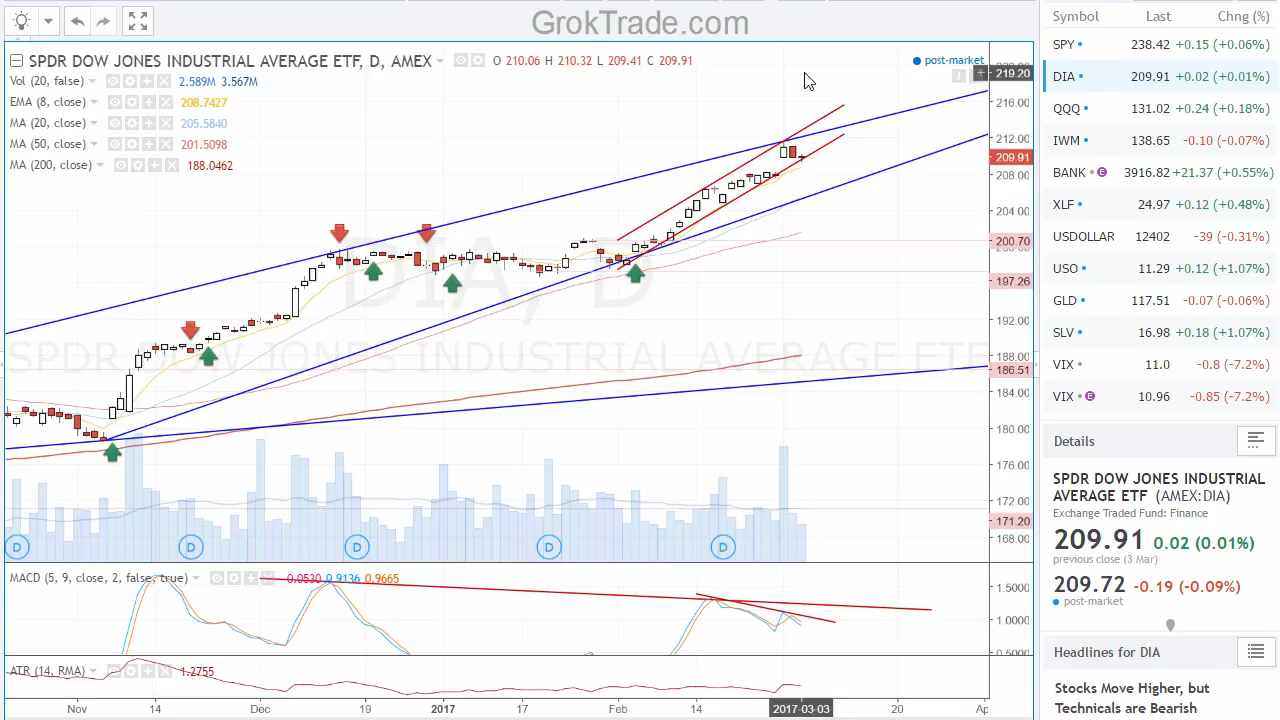 GrokTrade.com
SPDR DOW JONES INDUSTRIAL AVERAGE ETF, D, AMEX O 210.06 H 210.32 L 209.41 C 209.91
post-market
Vol (20, false) 2.589M 3.567M
EMA (8, close) 208.7427
MA (20, close) 205.5840
MA (50, close) 201.5098
MA (200, close) 188.0462
DIA, D
SPDR DOW JONES INDUSTRIAL AVERAGE ETF
219.20
216.00
212.00
209.91
208.00
204.00
200.70
197.26
192.00
188.00
186.51
184.00
180.00
176.00
172.00
171.20
168.00
D D D D D
MACD (5, 9, close, 2, false, true) 0.0530 0.9136 0.9665
1.5000
1.0000
0.5000
ATR (14, RMA) 1.2755
Nov 14 Dec 19 2017 17 Feb 14 2017-03-03 20 Ap
Symbol Last Chng (%)
SPY 238.42 +0.15 (+0.06%)
DIA 209.91 +0.02 (+0.01%)
QQQ 131.02 +0.24 (+0.18%)
IWM 138.65 -0.10 (-0.07%)
BANK E 3916.82 +21.37 (+0.55%)
XLF 24.97 +0.12 (+0.48%)
USDOLLAR 12402 -39 (-0.31%)
USO 11.29 +0.12 (+1.07%)
GLD 117.51 -0.07 (-0.06%)
SLV 16.98 +0.18 (+1.07%)
VIX 11.0 -0.8 (-7.2%)
VIX E 10.96 -0.85 (-7.2%)
Details
SPDR DOW JONES INDUSTRIAL
AVERAGE ETF (AMEX:DIA)
Exchange Traded Fund: Finance
209.91 0.02 (0.01%)
previous close (3 Mar)
209.72 -0.19 (-0.09%)
post-market
Headlines for DIA
Stocks Move Higher, but
Technicals are Bearish